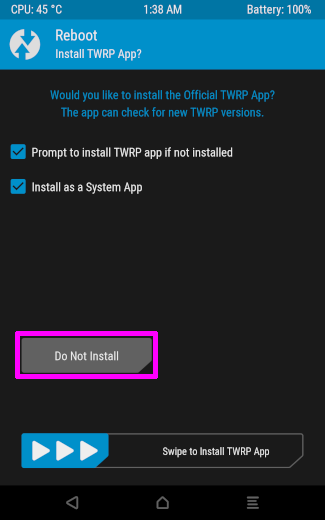 CPU: 45 °C 1:38 AM Battery: 100%
Reboot
Install TWRP App?
Would you like to install the Official TWRP App?
The app can check for new TWRP versions.
Prompt to install TWRP app if not installed
Install as a System App
Do Not Install
Swipe to Install TWRP App